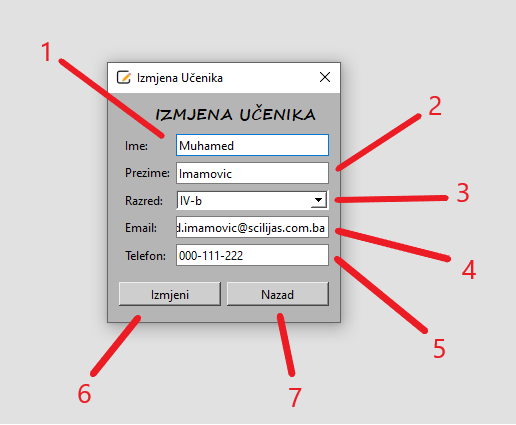 1
Izmjena Učenika
IZMJENA UČENIKA
2
Ime: Muhamed
Prezime: Imamovic
3
Razred: IV-b
Email: d.imamovic@scilijas.com.ba
4
Telefon: 000-111-222
5
Izmjeni Nazad
6 7